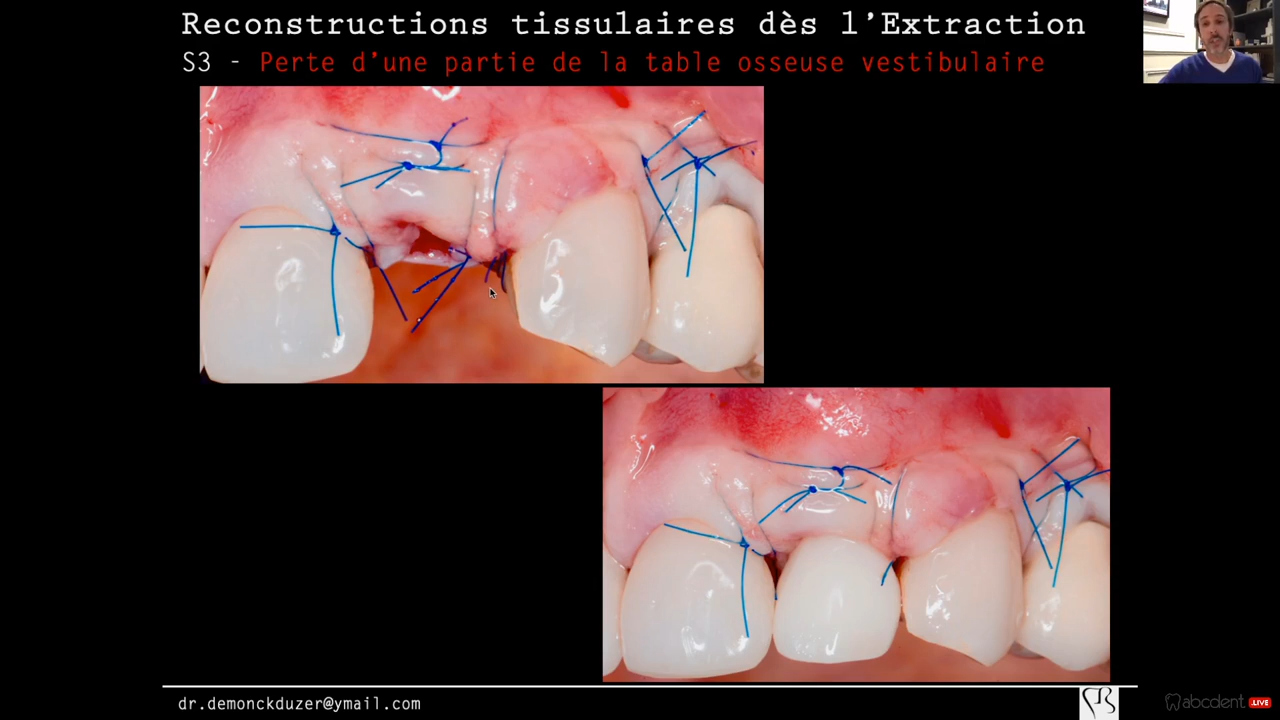 Reconstructions tissulaires dès l'Extraction
S3 - Perte d'une partie de la table osseuse vestibulaire
dr.demonckduzer@ymail.com
abcdent LIVE